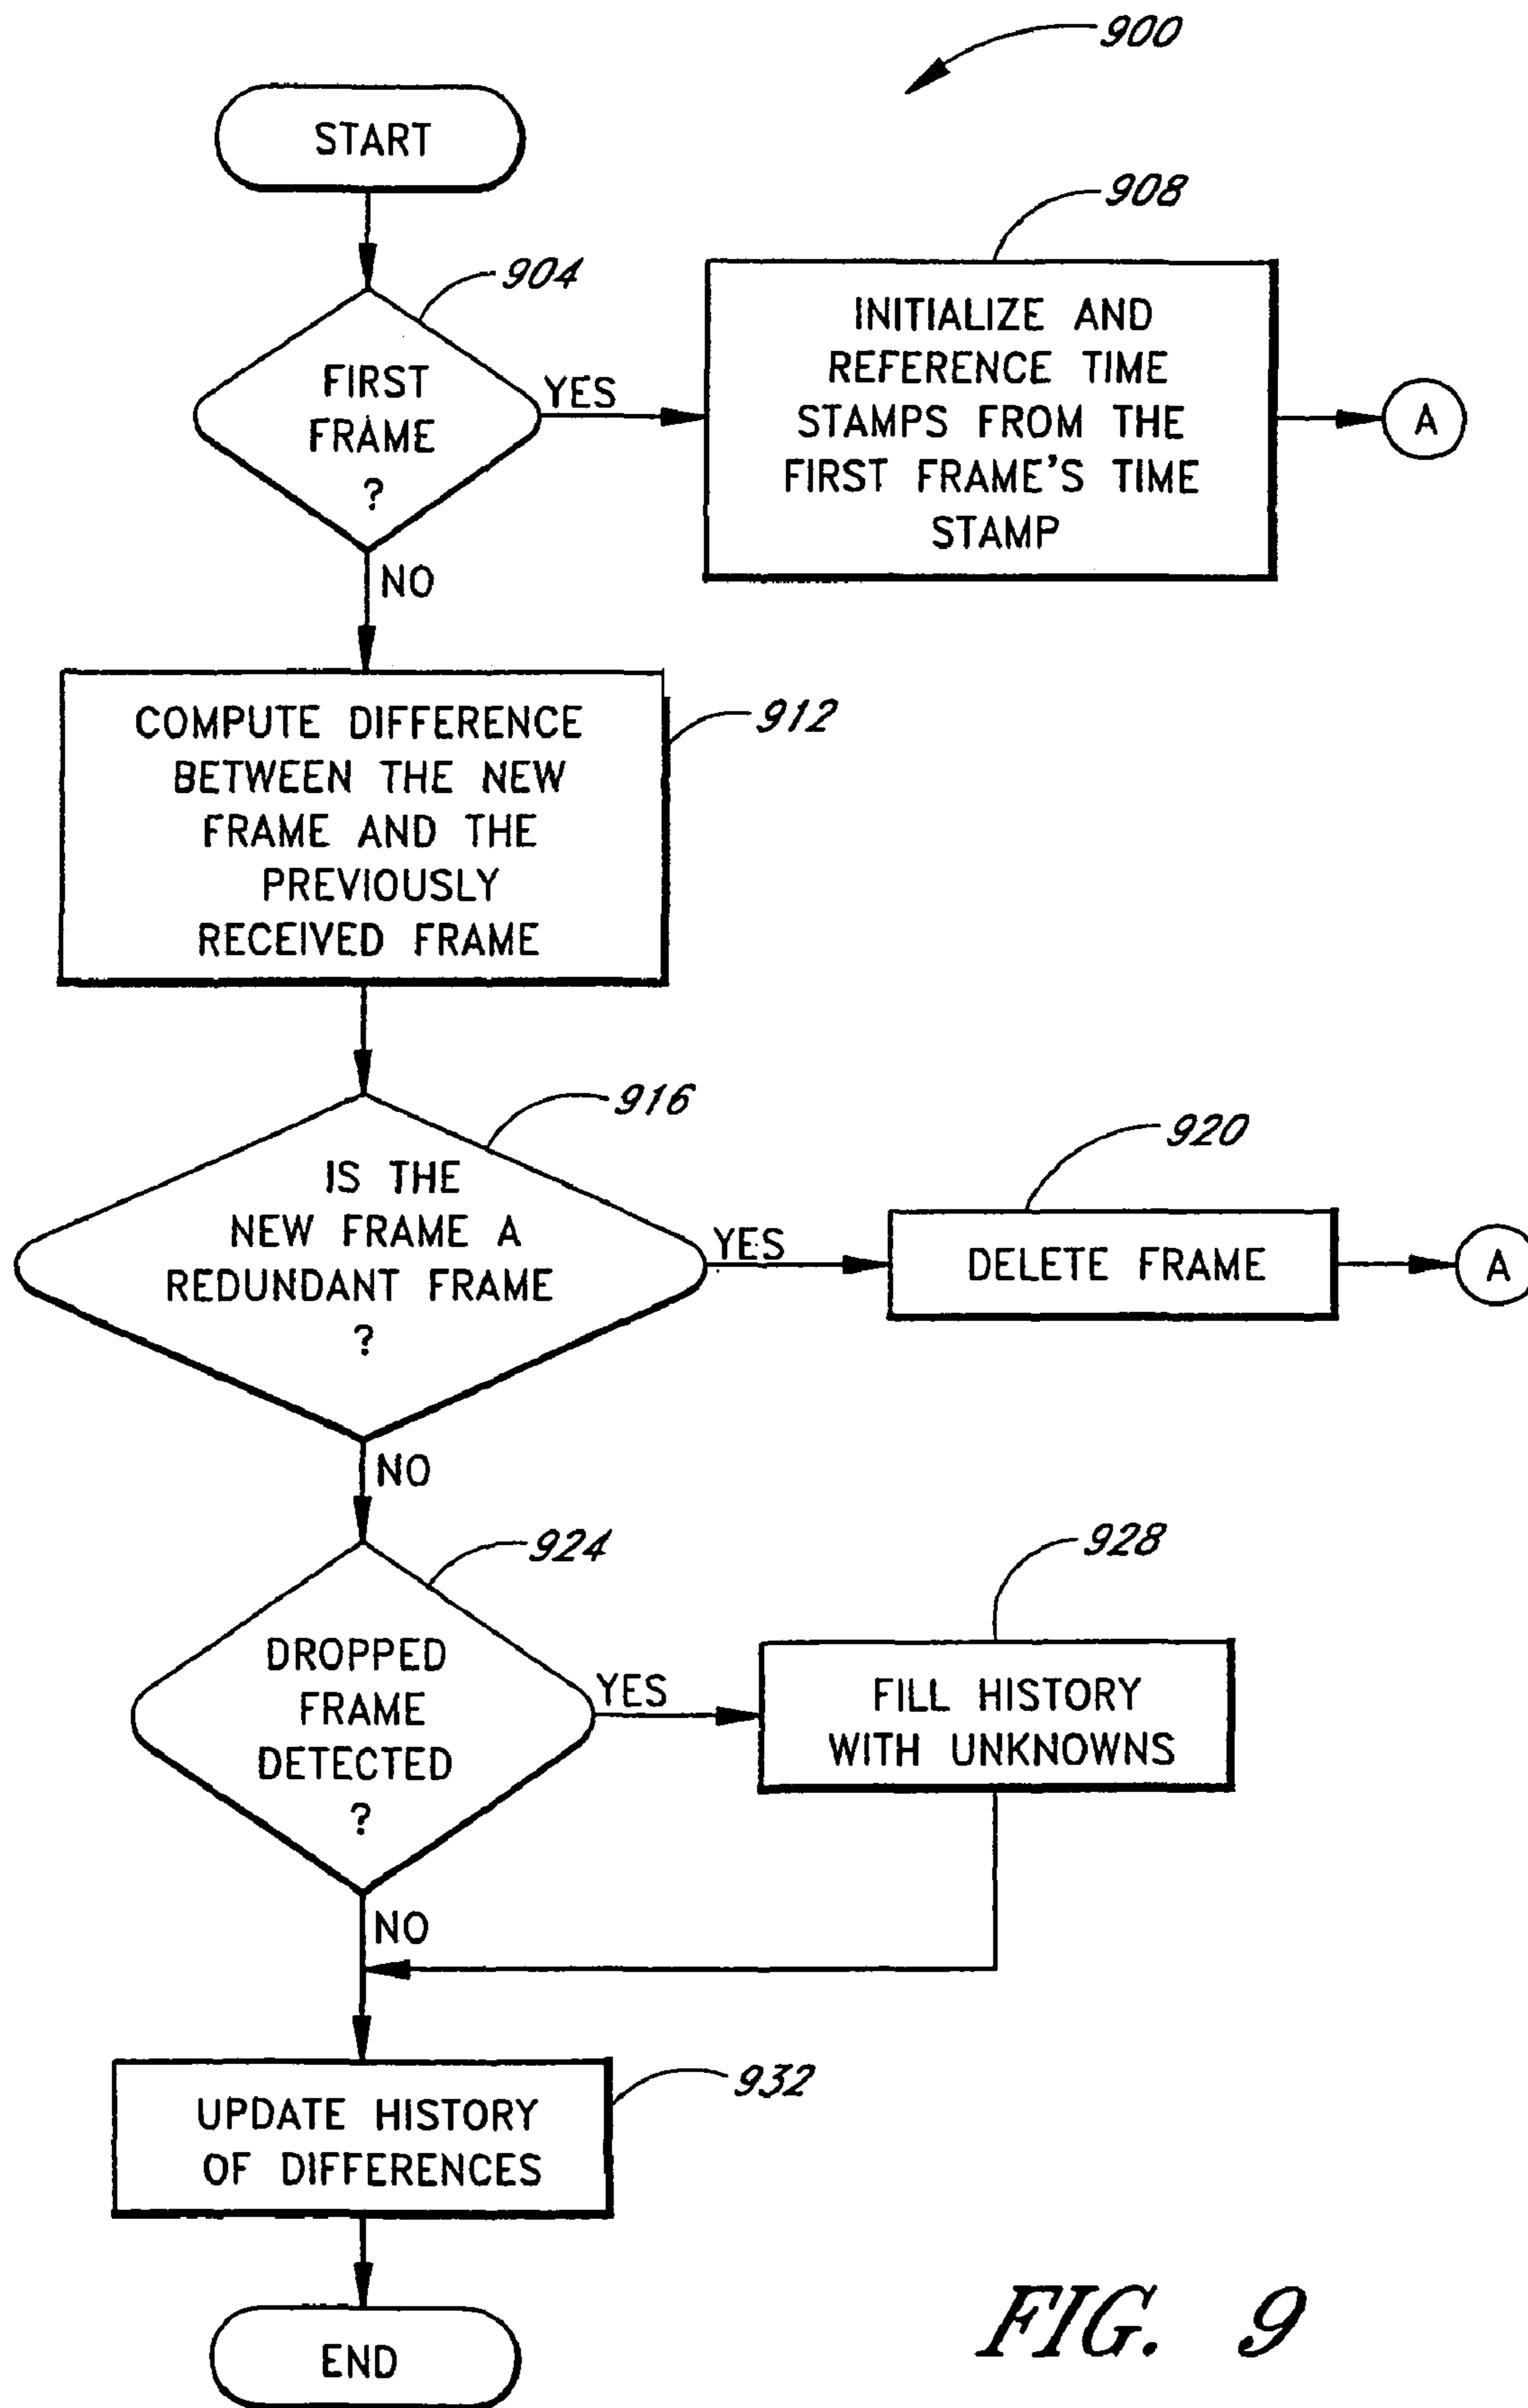 900
START
908
904
INITIALIZE AND
REFERENCE TIME
STAMPS FROM THE
FIRST FRAME'S TIME
STAMP
FIRST
FRAME
?
YES
A
NO
COMPUTE DIFFERENCE
BETWEEN THE NEW
FRAME AND THE
PREVIOUSLY
RECEIVED FRAME
912
916
IS THE
NEW FRAME A
REDUNDANT FRAME
?
YES
920
DELETE FRAME
A
NO
924
DROPPED
FRAME
DETECTED
?
YES
928
FILL HISTORY
WITH UNKNOWNS
NO
932
UPDATE HISTORY
OF DIFFERENCES
END
FIG. 9